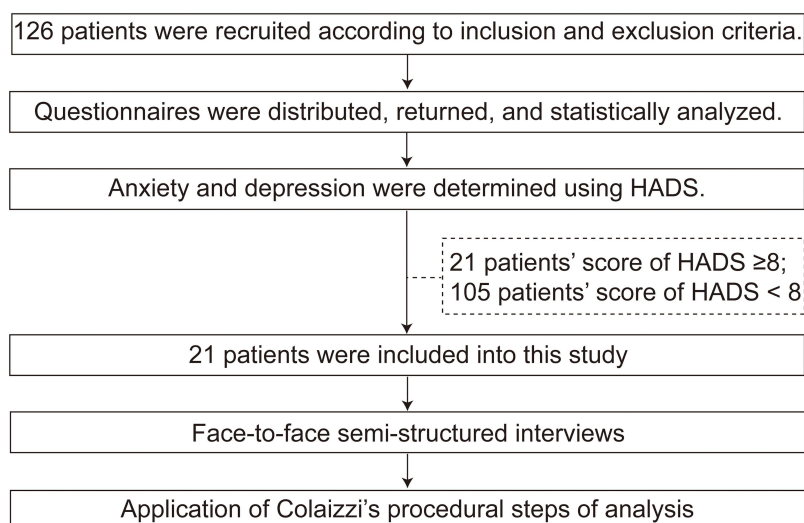 126 patients were recruited according to inclusion and exclusion criteria.
Questionnaires were distributed, returned, and statistically analyzed.
Anxiety and depression were determined using HADS.
21 patients’ score of HADS ≥8;
105 patients’ score of HADS < 8
21 patients were included into this study
Face-to-face semi-structured interviews
Application of Colaizzi’s procedural steps of analysis